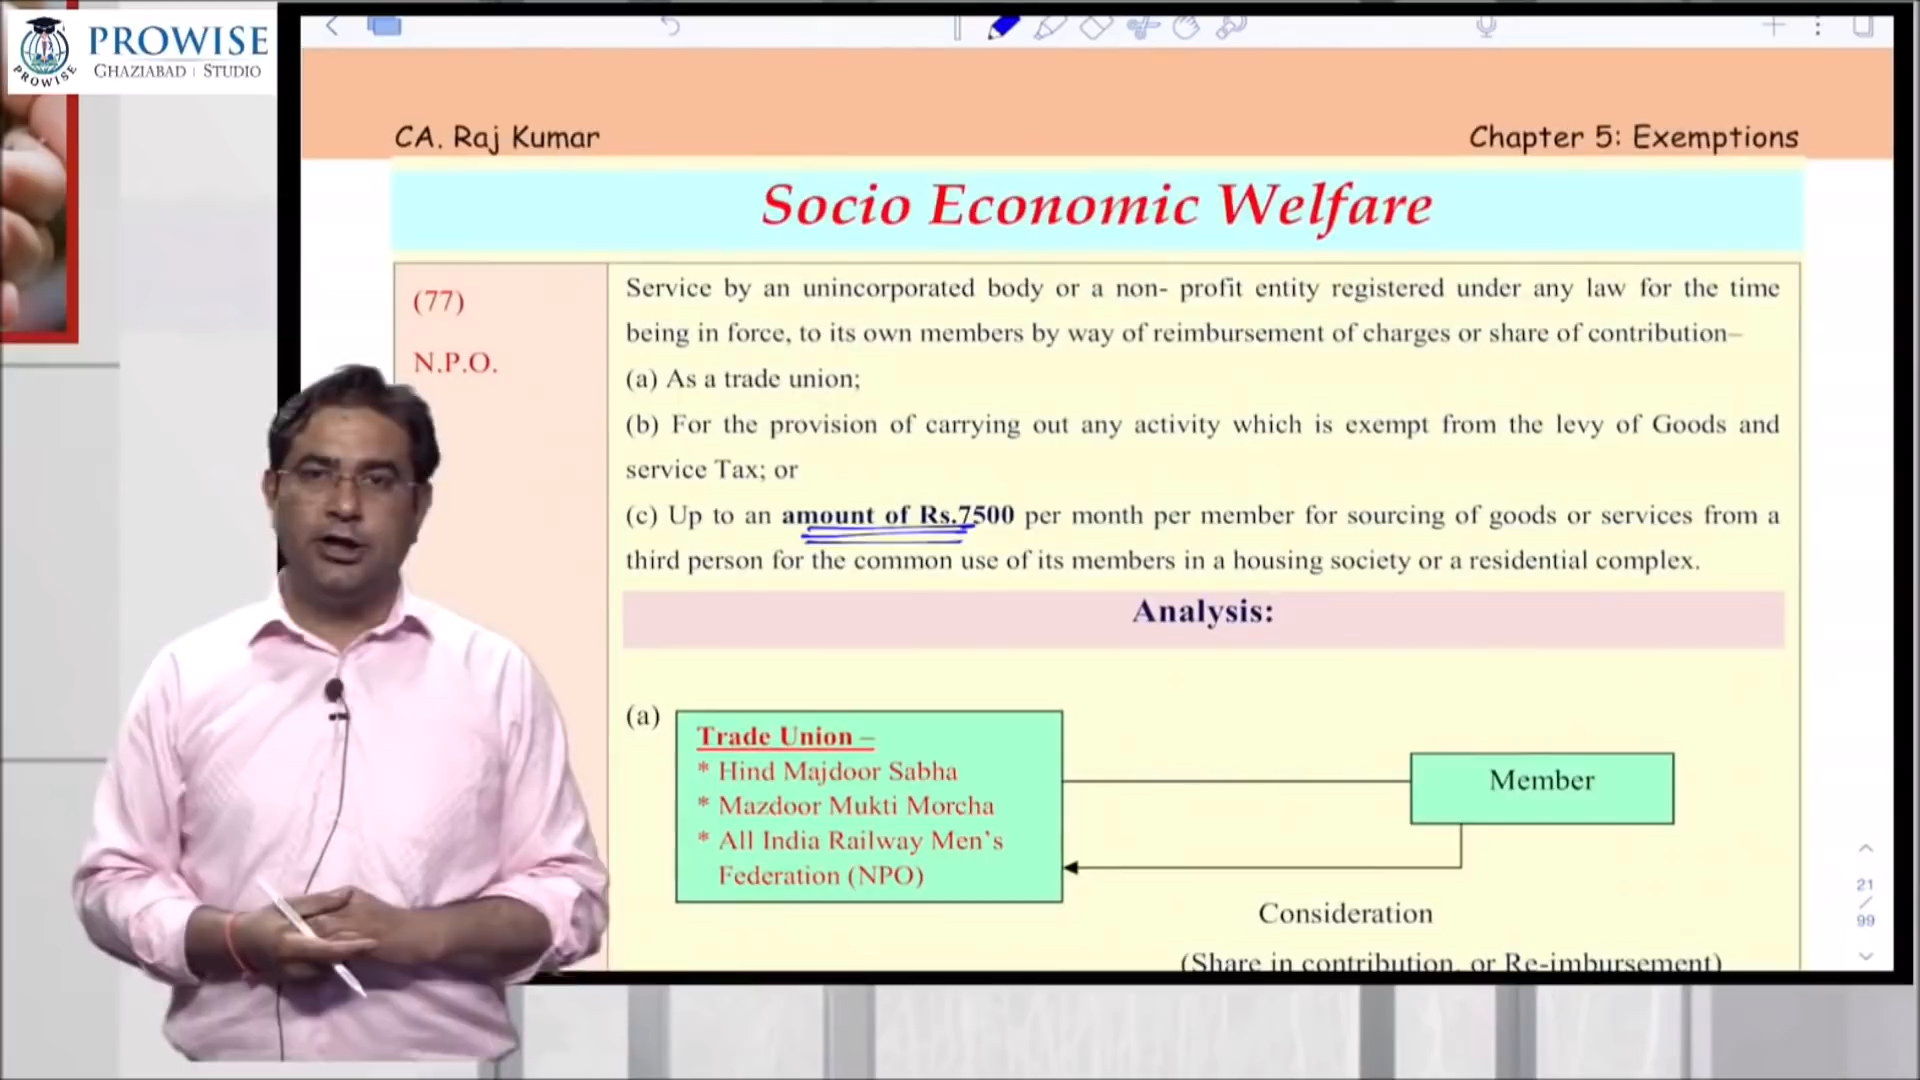 PROWISE
GHAZIABAD | STUDIO
PROWISE
CA. Raj Kumar
Chapter 5: Exemptions
Socio Economic Welfare
(77)
N.P.O.
Service by an unincorporated body or a non- profit entity registered under any law for the time
being in force, to its own members by way of reimbursement of charges or share of contribution–
(a) As a trade union;
(b) For the provision of carrying out any activity which is exempt from the levy of Goods and
service Tax; or
(c) Up to an amount of Rs.7500 per month per member for sourcing of goods or services from a
third person for the common use of its members in a housing society or a residential complex.
Analysis:
(a)
Trade Union –
* Hind Majdoor Sabha
* Mazdoor Mukti Morcha
* All India Railway Men's
Federation (NPO)
Member
Consideration
(Share in contribution, or Re-imbursement)
21
/
99